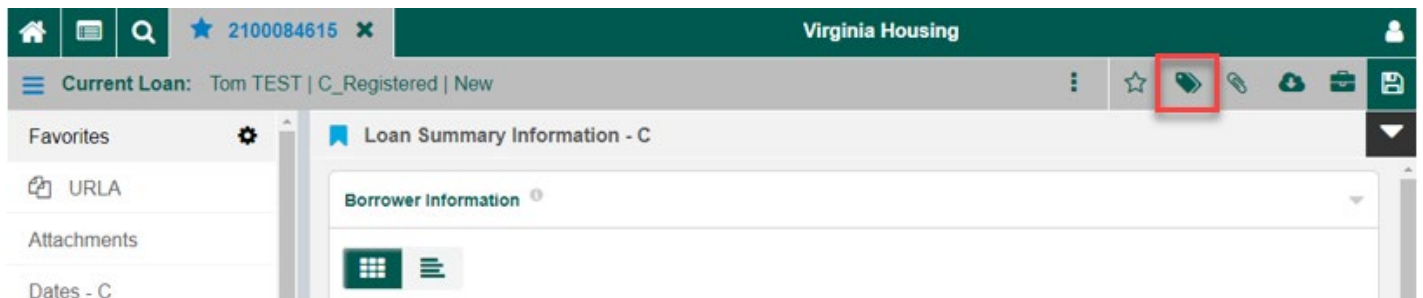 2100084615
Virginia Housing
Current Loan: Tom TEST | C_Registered | New
Favorites
Loan Summary Information - C
URLA
Borrower Information
Attachments
Dates - C